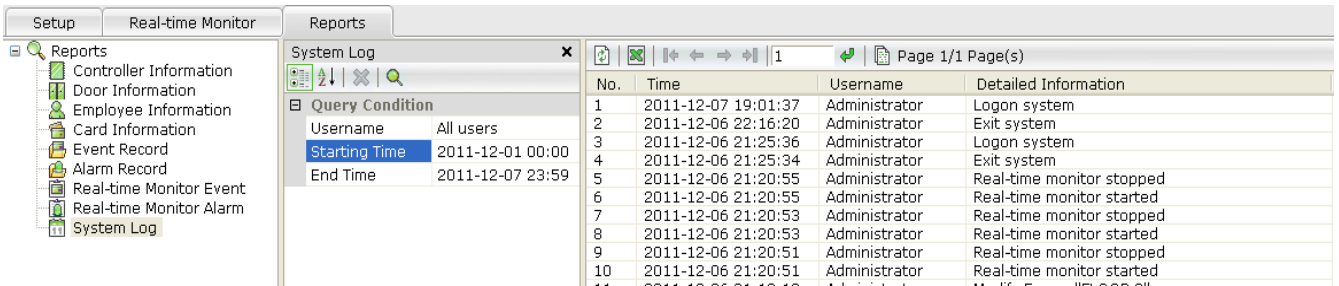 Setup Real-time Monitor Reports
Reports
Controller Information
Door Information
Employee Information
Card Information
Event Record
Alarm Record
Real-time Monitor Event
Real-time Monitor Alarm
System Log
System Log
Query Condition
Username All users
Starting Time 2011-12-01 00:00
End Time 2011-12-07 23:59
1 Page 1/1 Page(s)
No. Time Username Detailed Information
1 2011-12-07 19:01:37 Administrator Logon system
2 2011-12-06 22:16:20 Administrator Exit system
3 2011-12-06 21:25:36 Administrator Logon system
4 2011-12-06 21:25:34 Administrator Exit system
5 2011-12-06 21:20:55 Administrator Real-time monitor stopped
6 2011-12-06 21:20:55 Administrator Real-time monitor started
7 2011-12-06 21:20:53 Administrator Real-time monitor stopped
8 2011-12-06 21:20:53 Administrator Real-time monitor started
9 2011-12-06 21:20:51 Administrator Real-time monitor stopped
10 2011-12-06 21:20:51 Administrator Real-time monitor started